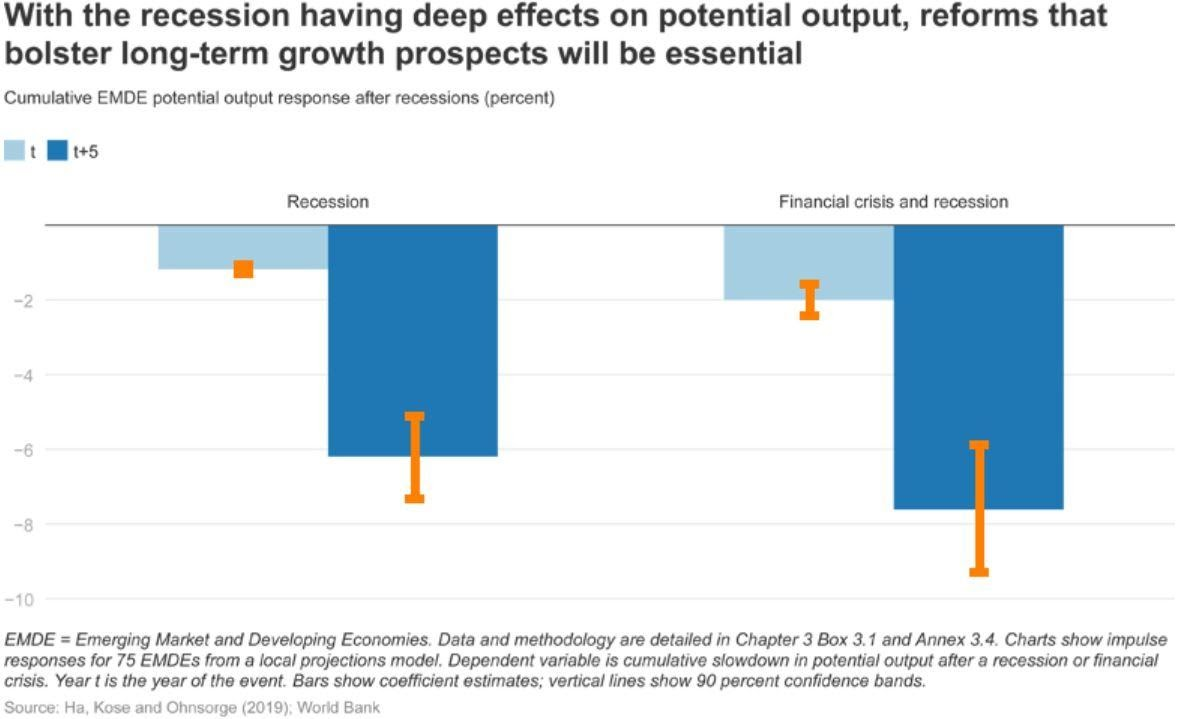 With the recession having deep effects on potential output, reforms that
bolster long-term growth prospects will be essential
Cumulative EMDE potential output response after recessions (percent)
t t+5
Recession Financial crisis and recession
−2
−4
−6
−8
−10
EMDE = Emerging Market and Developing Economies. Data and methodology are detailed in Chapter 3 Box 3.1 and Annex 3.4. Charts show impulse
responses for 75 EMDEs from a local projections model. Dependent variable is cumulative slowdown in potential output after a recession or financial
crisis. Year t is the year of the event. Bars show coefficient estimates; vertical lines show 90 percent confidence bands.
Source: Ha, Kose and Ohnsorge (2019); World Bank